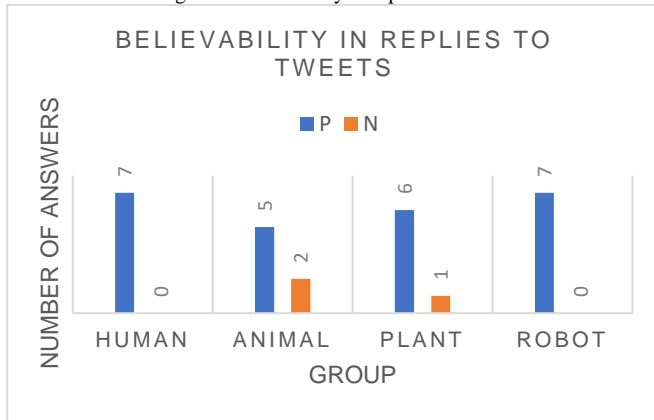 BELIEVABILITY IN REPLIES TO
TWEETS
P N
NUMBER OF ANSWERS
7 0 5 2 6 1 7 0
HUMAN ANIMAL PLANT ROBOT
GROUP